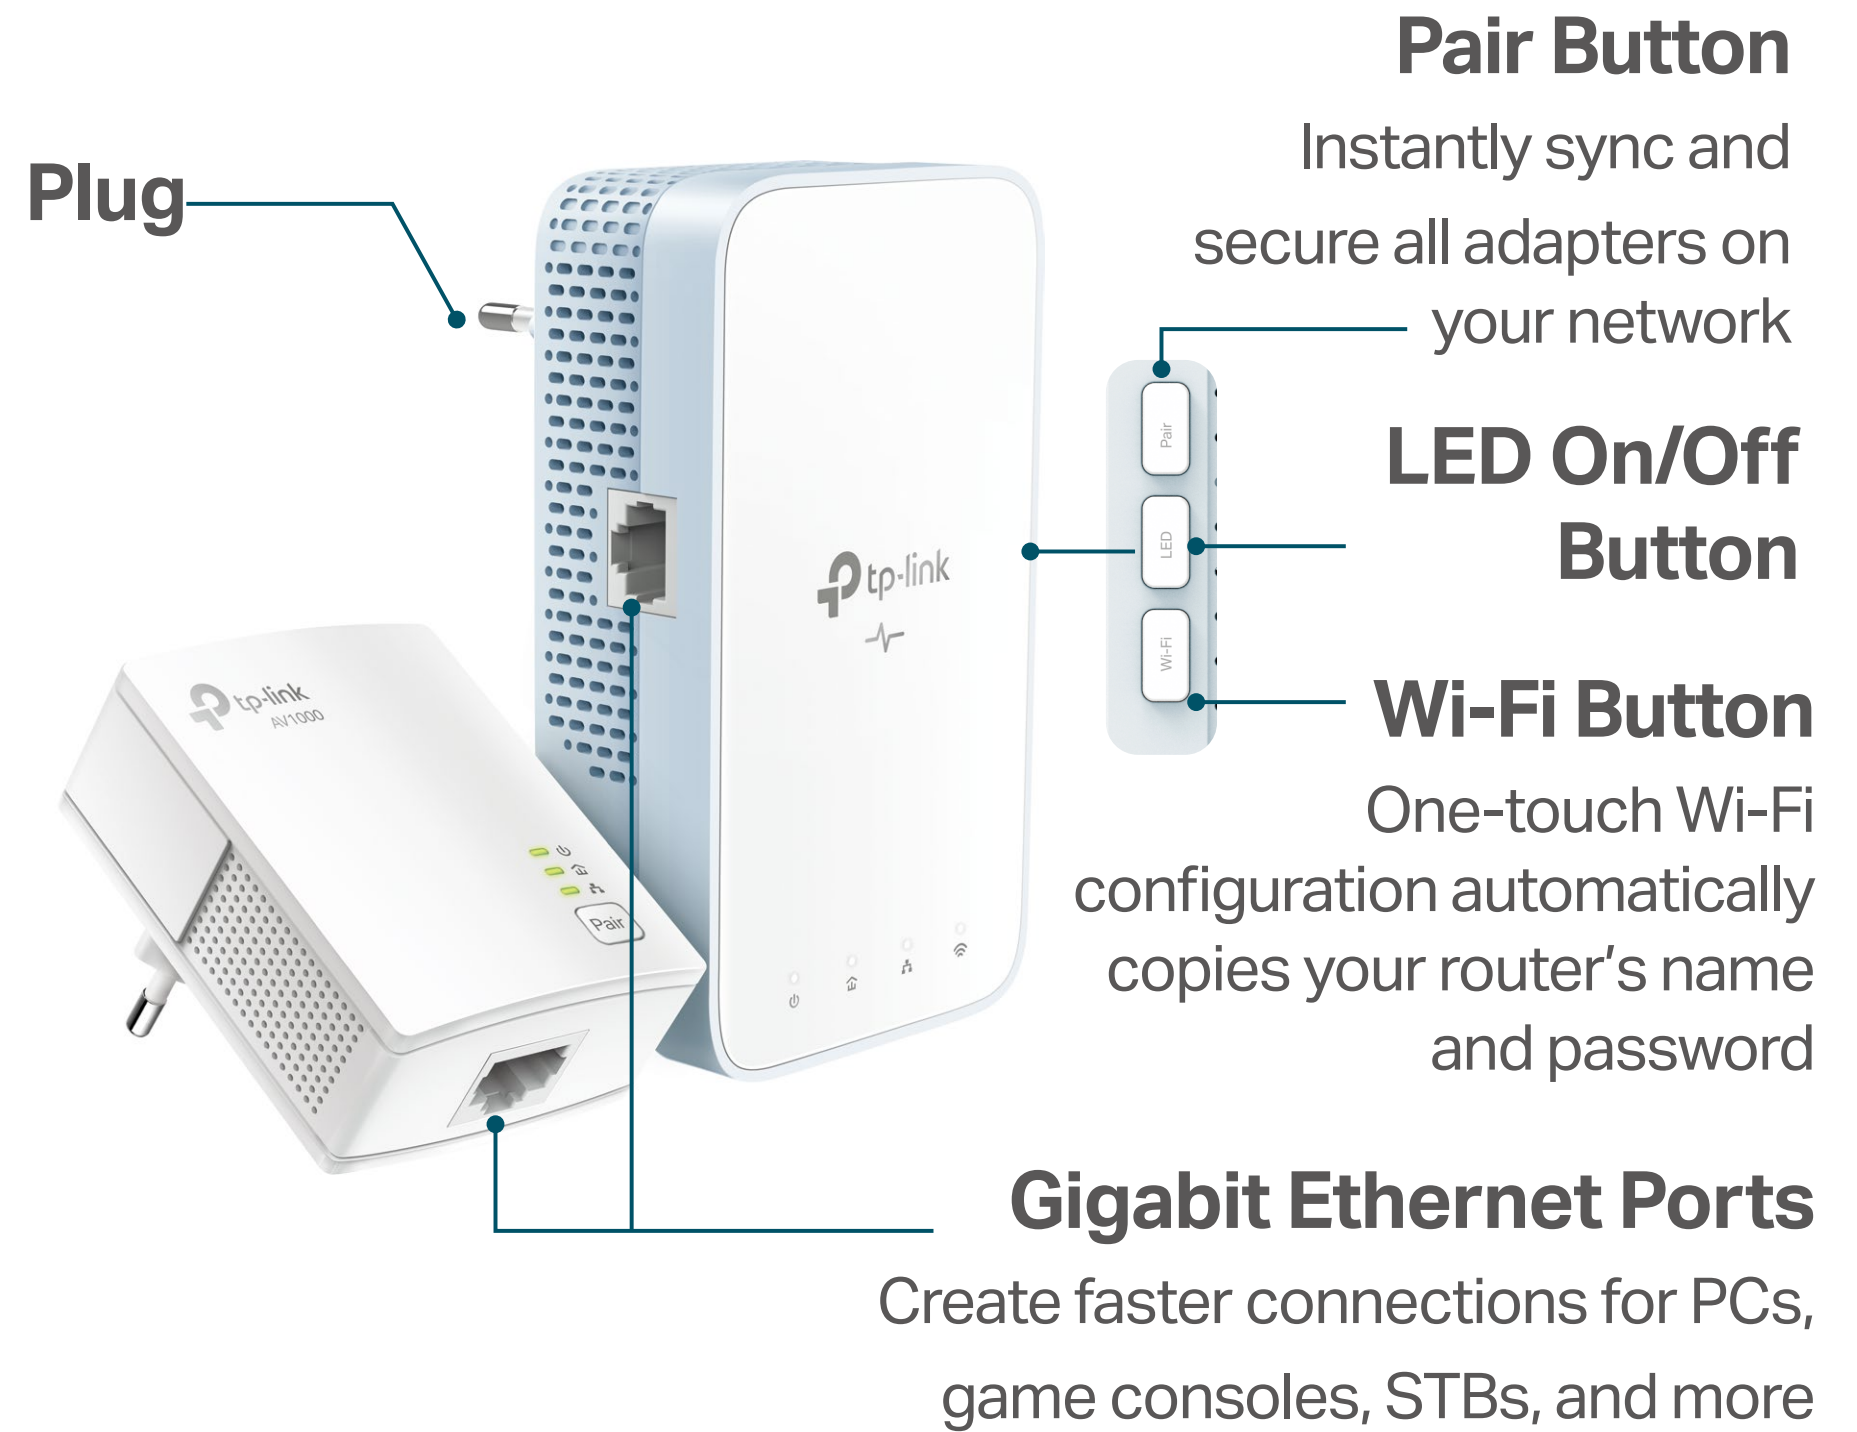 Pair Button
Instantly sync and
secure all adapters on
your network
Plug
Pair
LED
Wi-Fi
LED On/Off
Button
Wi-Fi Button
One-touch Wi-Fi
configuration automatically
copies your router’s name
and password
tp-link
tp-link
AV1000
Pair
Gigabit Ethernet Ports
Create faster connections for PCs,
game consoles, STBs, and more